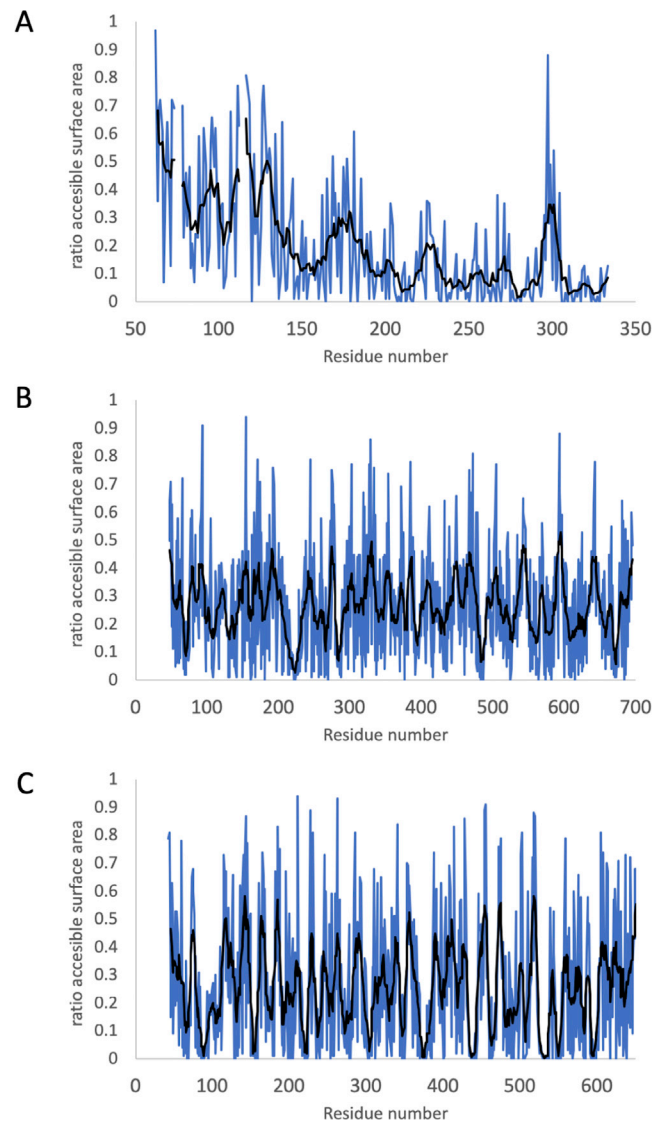 A
ratio accesible surface area
1
0.9
0.8
0.7
0.6
0.5
0.4
0.3
0.2
0.1
0
50 100 150 200 250 300 350
Residue number
B
ratio accesible surface area
1
0.9
0.8
0.7
0.6
0.5
0.4
0.3
0.2
0.1
0
0 100 200 300 400 500 600 700
Residue number
C
ratio accesible surface area
1
0.9
0.8
0.7
0.6
0.5
0.4
0.3
0.2
0.1
0
0 100 200 300 400 500 600
Residue number